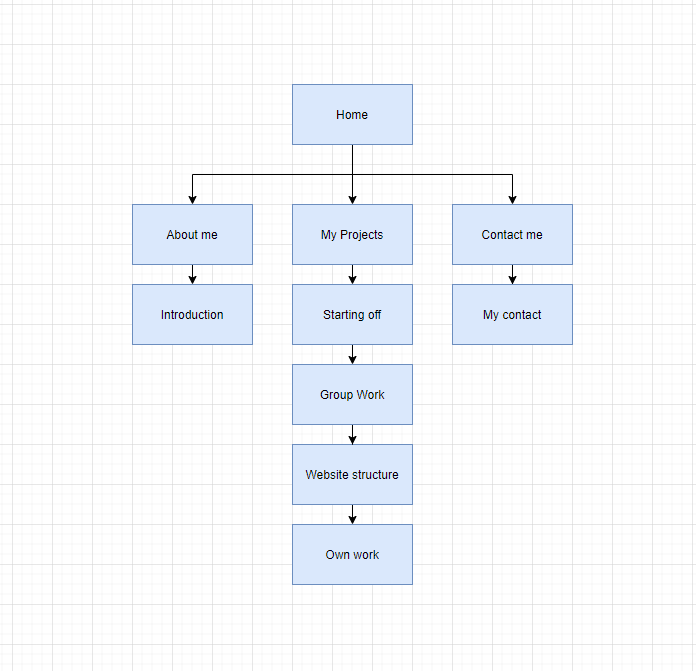 Home
About me
My Projects
Contact me
Introduction
Starting off
My contact
Group Work
Website structure
Own work